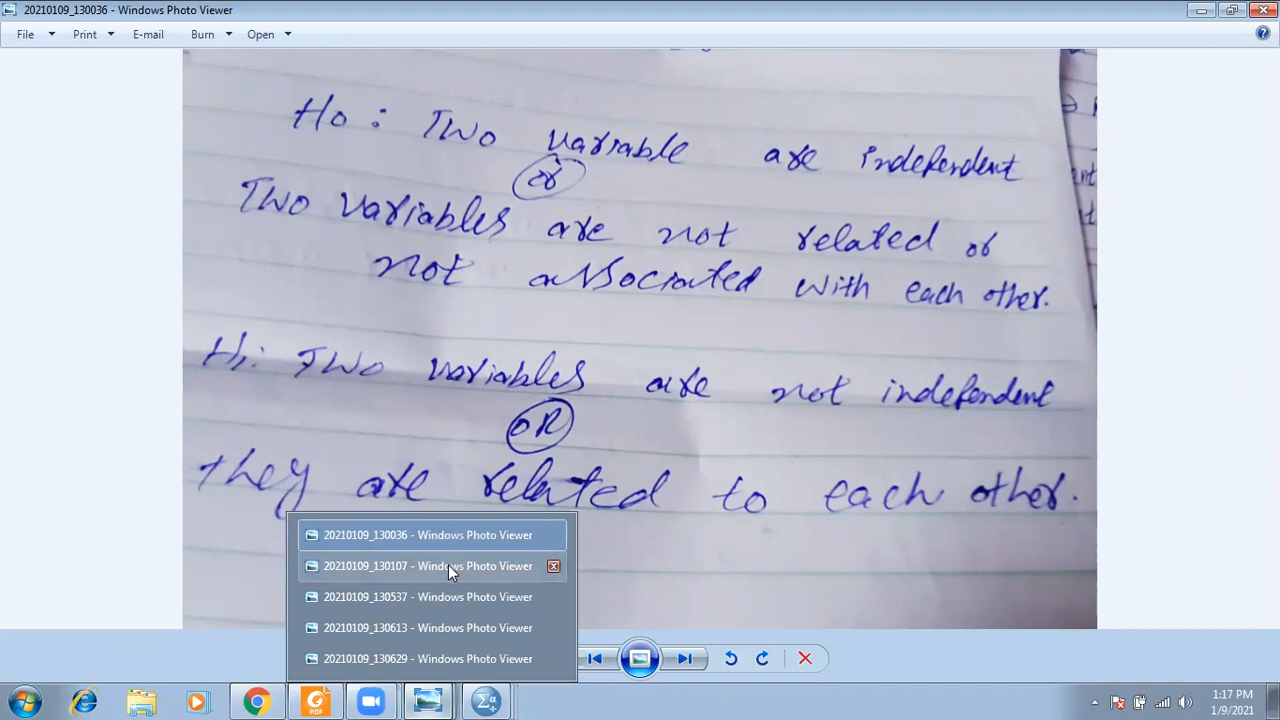 20210109_130036 - Windows Photo Viewer
File Print E-mail Burn Open
Ho: Two variable are independent
or
Two variables are not related or
not associated with each other.
H1: Two variables are not independent
OR
they are related to each other.
20210109_130036 - Windows Photo Viewer
20210109_130107 - Windows Photo Viewer
20210109_130537 - Windows Photo Viewer
20210109_130613 - Windows Photo Viewer
20210109_130629 - Windows Photo Viewer
PDF
Σα
1:17 PM
1/9/2021